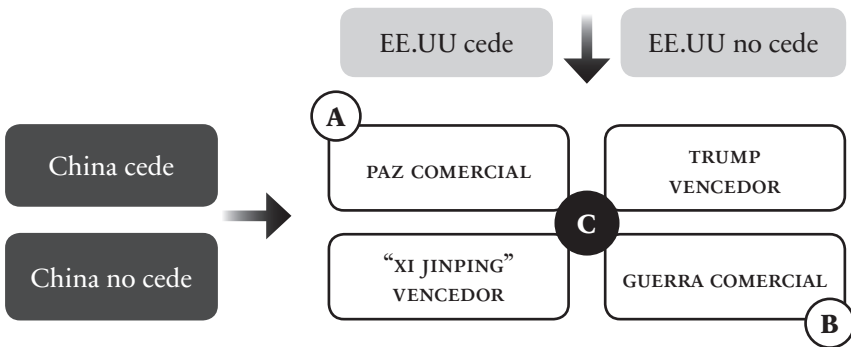 EE.UU cede
EE.UU no cede
A
China cede
PAZ COMERCIAL
TRUMP
VENCEDOR
C
China no cede
“XI JINPING”
VENCEDOR
GUERRA COMERCIAL
B